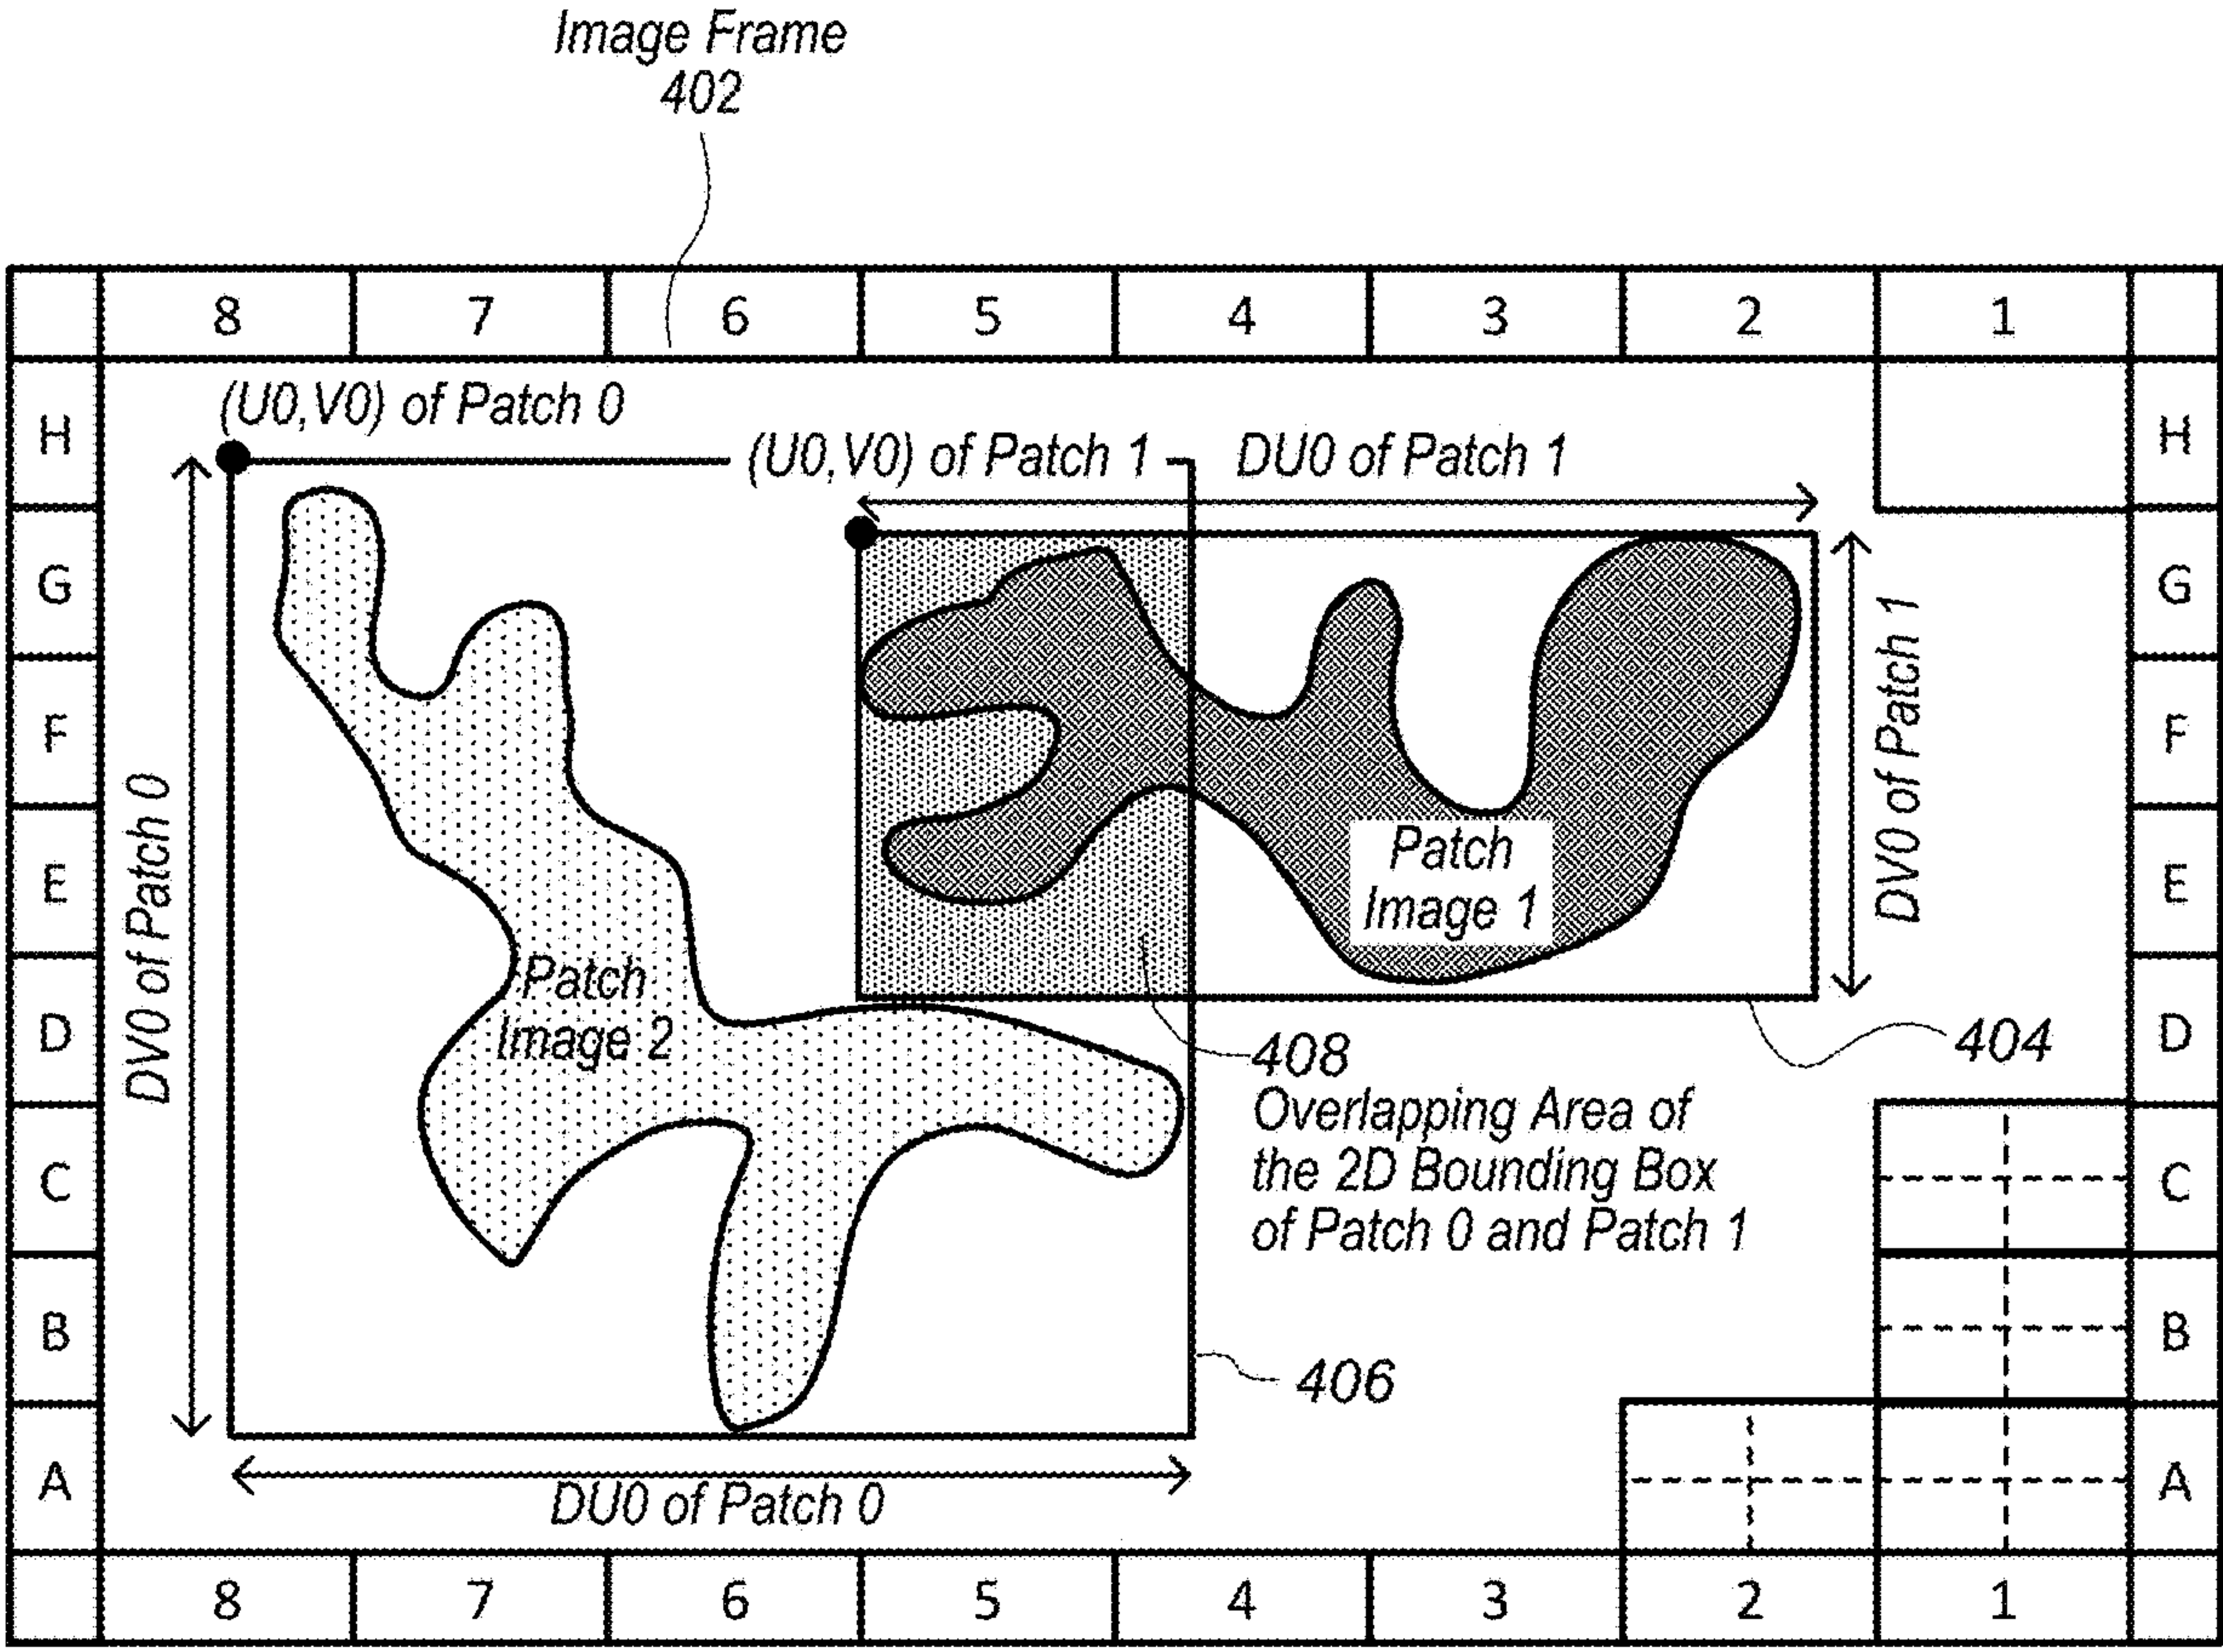 Image Frame
402
8 7 6 5 4 3 2 1
(U0,V0) of Patch 0
H H
(U0,V0) of Patch 1 DU0 of Patch 1
G G
DV0 of Patch 1
F F
DV0 of Patch 0
E E
Patch
Image 1
Patch
Image 2
D D
408
404
Overlapping Area of
the 2D Bounding Box
of Patch 0 and Patch 1
C C
B B
406
A A
DU0 of Patch 0
8 7 6 5 4 3 2 1